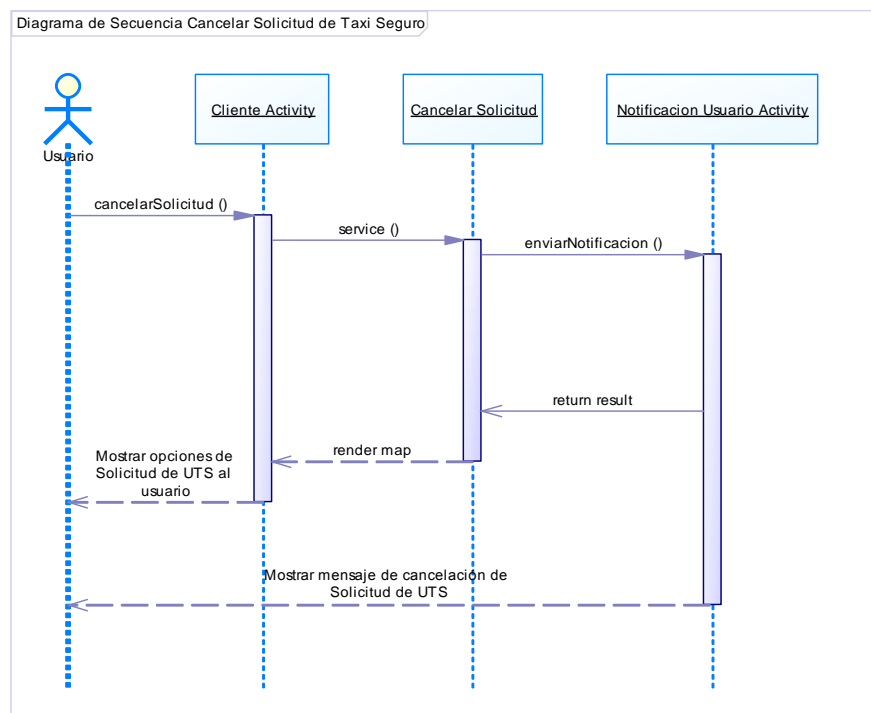 Diagrama de Secuencia Cancelar Solicitud de Taxi Seguro
Usuario
Cliente Activity
Cancelar Solicitud
Notificacion Usuario Activity
cancelarSolicitud ()
service ()
enviarNotificacion ()
return result
render map
Mostrar opciones de
Solicitud de UTS al
usuario
Mostrar mensaje de cancelación de
Solicitud de UTS